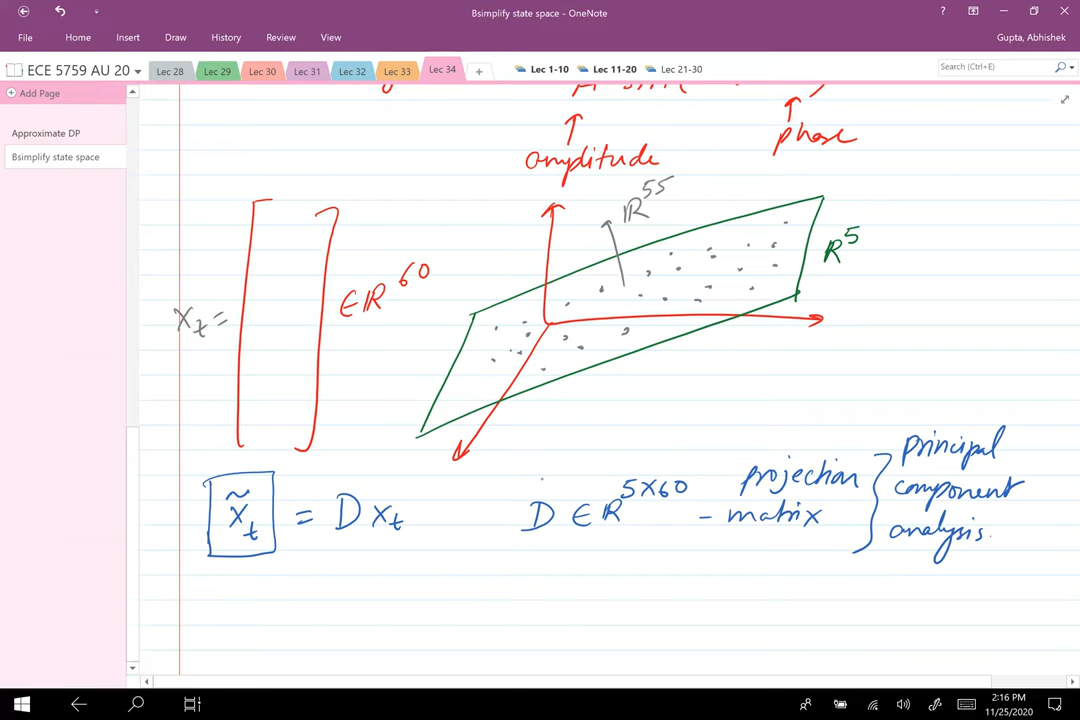 Bsimplify state space - OneNote
File Home Insert Draw History Review View
Gupta, Abhishek
ECE 5759 AU 20
Lec 28 Lec 29 Lec 30 Lec 31 Lec 32 Lec 33 Lec 34
Lec 1-10 Lec 11-20 Lec 21-30
Search (Ctrl+E)
Add Page
Approximate DP
Bsimplify state space
amplitude
phase
x_t = [ ] ∈ ℝ^60
ℝ^55
ℝ^5
x̃_t = D x_t D ∈ ℝ^{5×60} - projection matrix } principal component analysis.
2:16 PM
11/25/2020